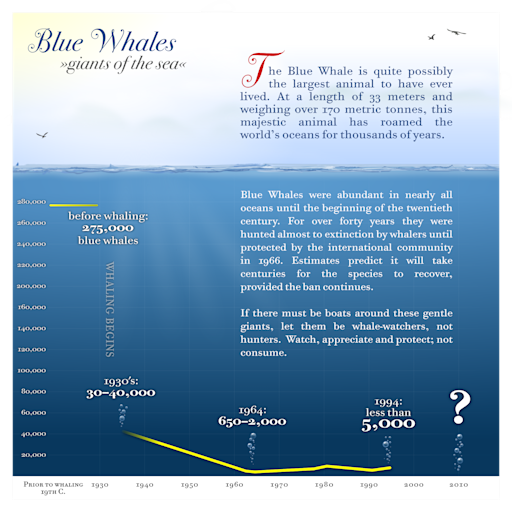 Blue Whales
»giants of the sea«
The Blue Whale is quite possibly
the largest animal to have ever
lived. At a length of 33 meters and
weighing over 170 metric tonnes, this
majestic animal has roamed the
world's oceans for thousands of years.
Blue Whales were abundant in nearly all
oceans until the beginning of the twentieth
century. For over forty years they were
hunted almost to extinction by whalers until
protected by the international community
in 1966. Estimates predict it will take
centuries for the species to recover,
provided the ban continues.
If there must be boats around these gentle
giants, let them be whale-watchers, not
hunters. Watch, appreciate and protect; not
consume.
280,000
260,000
240,000
220,000
200,000
180,000
160,000
140,000
120,000
100,000
80,000
60,000
40,000
20,000
before whaling:
275,000
blue whales
WHALING BEGINS
1930's:
30–40,000
1964:
650–2,000
1994:
less than
5,000
?
Prior to whaling
19th C.
1930
1940
1950
1960
1970
1980
1990
2000
2010